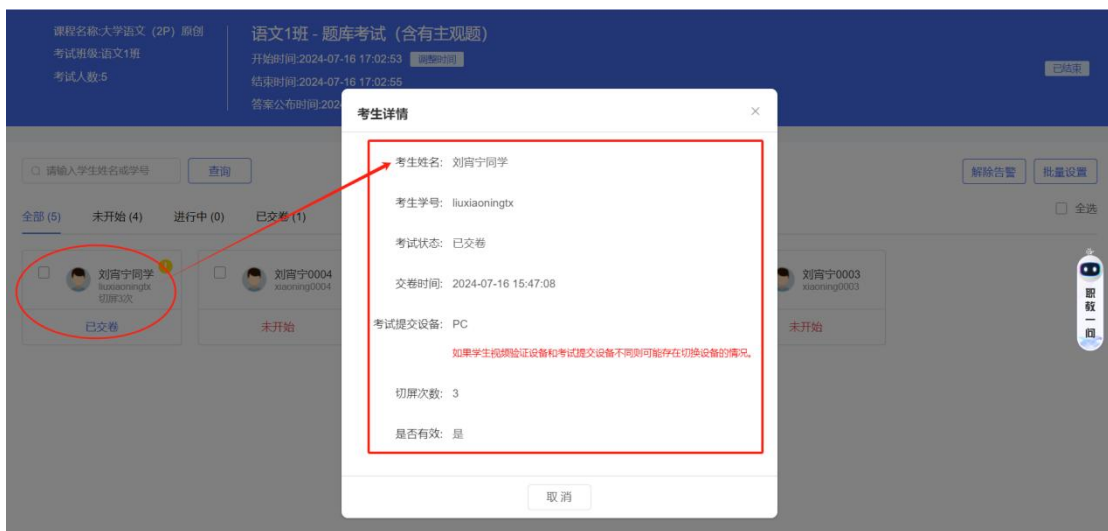 课程名称:大学语文（2P）原创
考试班级:语文1班
考试人数:5
语文1班 - 题库考试（含有主观题）
开始时间:2024-07-16 17:02:53 调整时间
结束时间:2024-07-16 17:02:55
答案公布时间:202
已结束
请输入学生姓名或学号
查询
解除告警
批量设置
全部 (5)
未开始 (4)
进行中 (0)
已交卷 (1)
全选
刘宵宁同学
liuxiaoningtx
切屏3次
已交卷
刘宵宁0004
xiaoning0004
未开始
刘宵宁0003
xiaoning0003
未开始
考生详情
考生姓名: 刘宵宁同学
考生学号: liuxiaoningtx
考试状态: 已交卷
交卷时间: 2024-07-16 15:47:08
考试提交设备: PC
如果学生视频验证设备和考试提交设备不同则可能存在切换设备的情况。
切屏次数: 3
是否有效: 是
取 消
职教一问